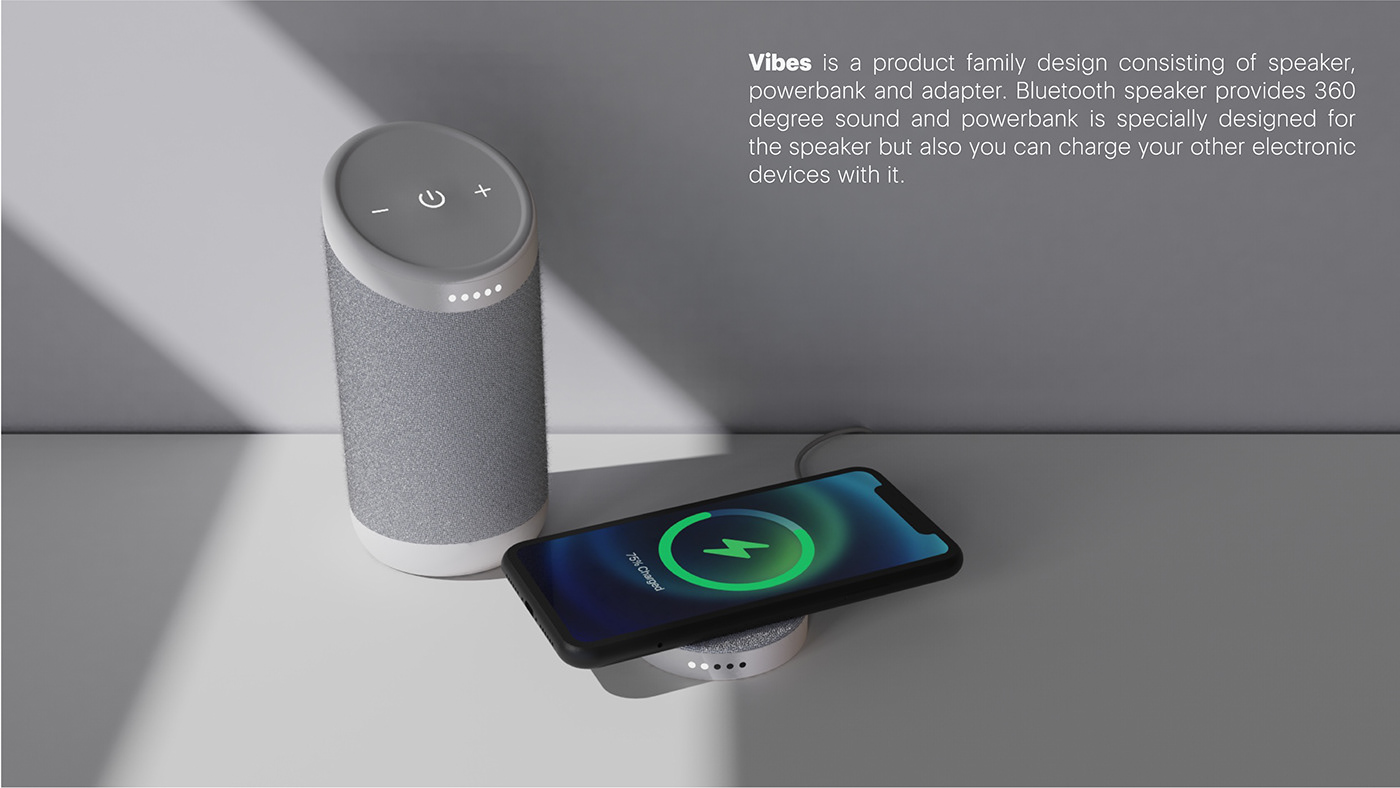 Vibes is a product family design consisting of speaker,
powerbank and adapter. Bluetooth speaker provides 360
degree sound and powerbank is specially designed for
the speaker but also you can charge your other electronic
devices with it.
75% Charged